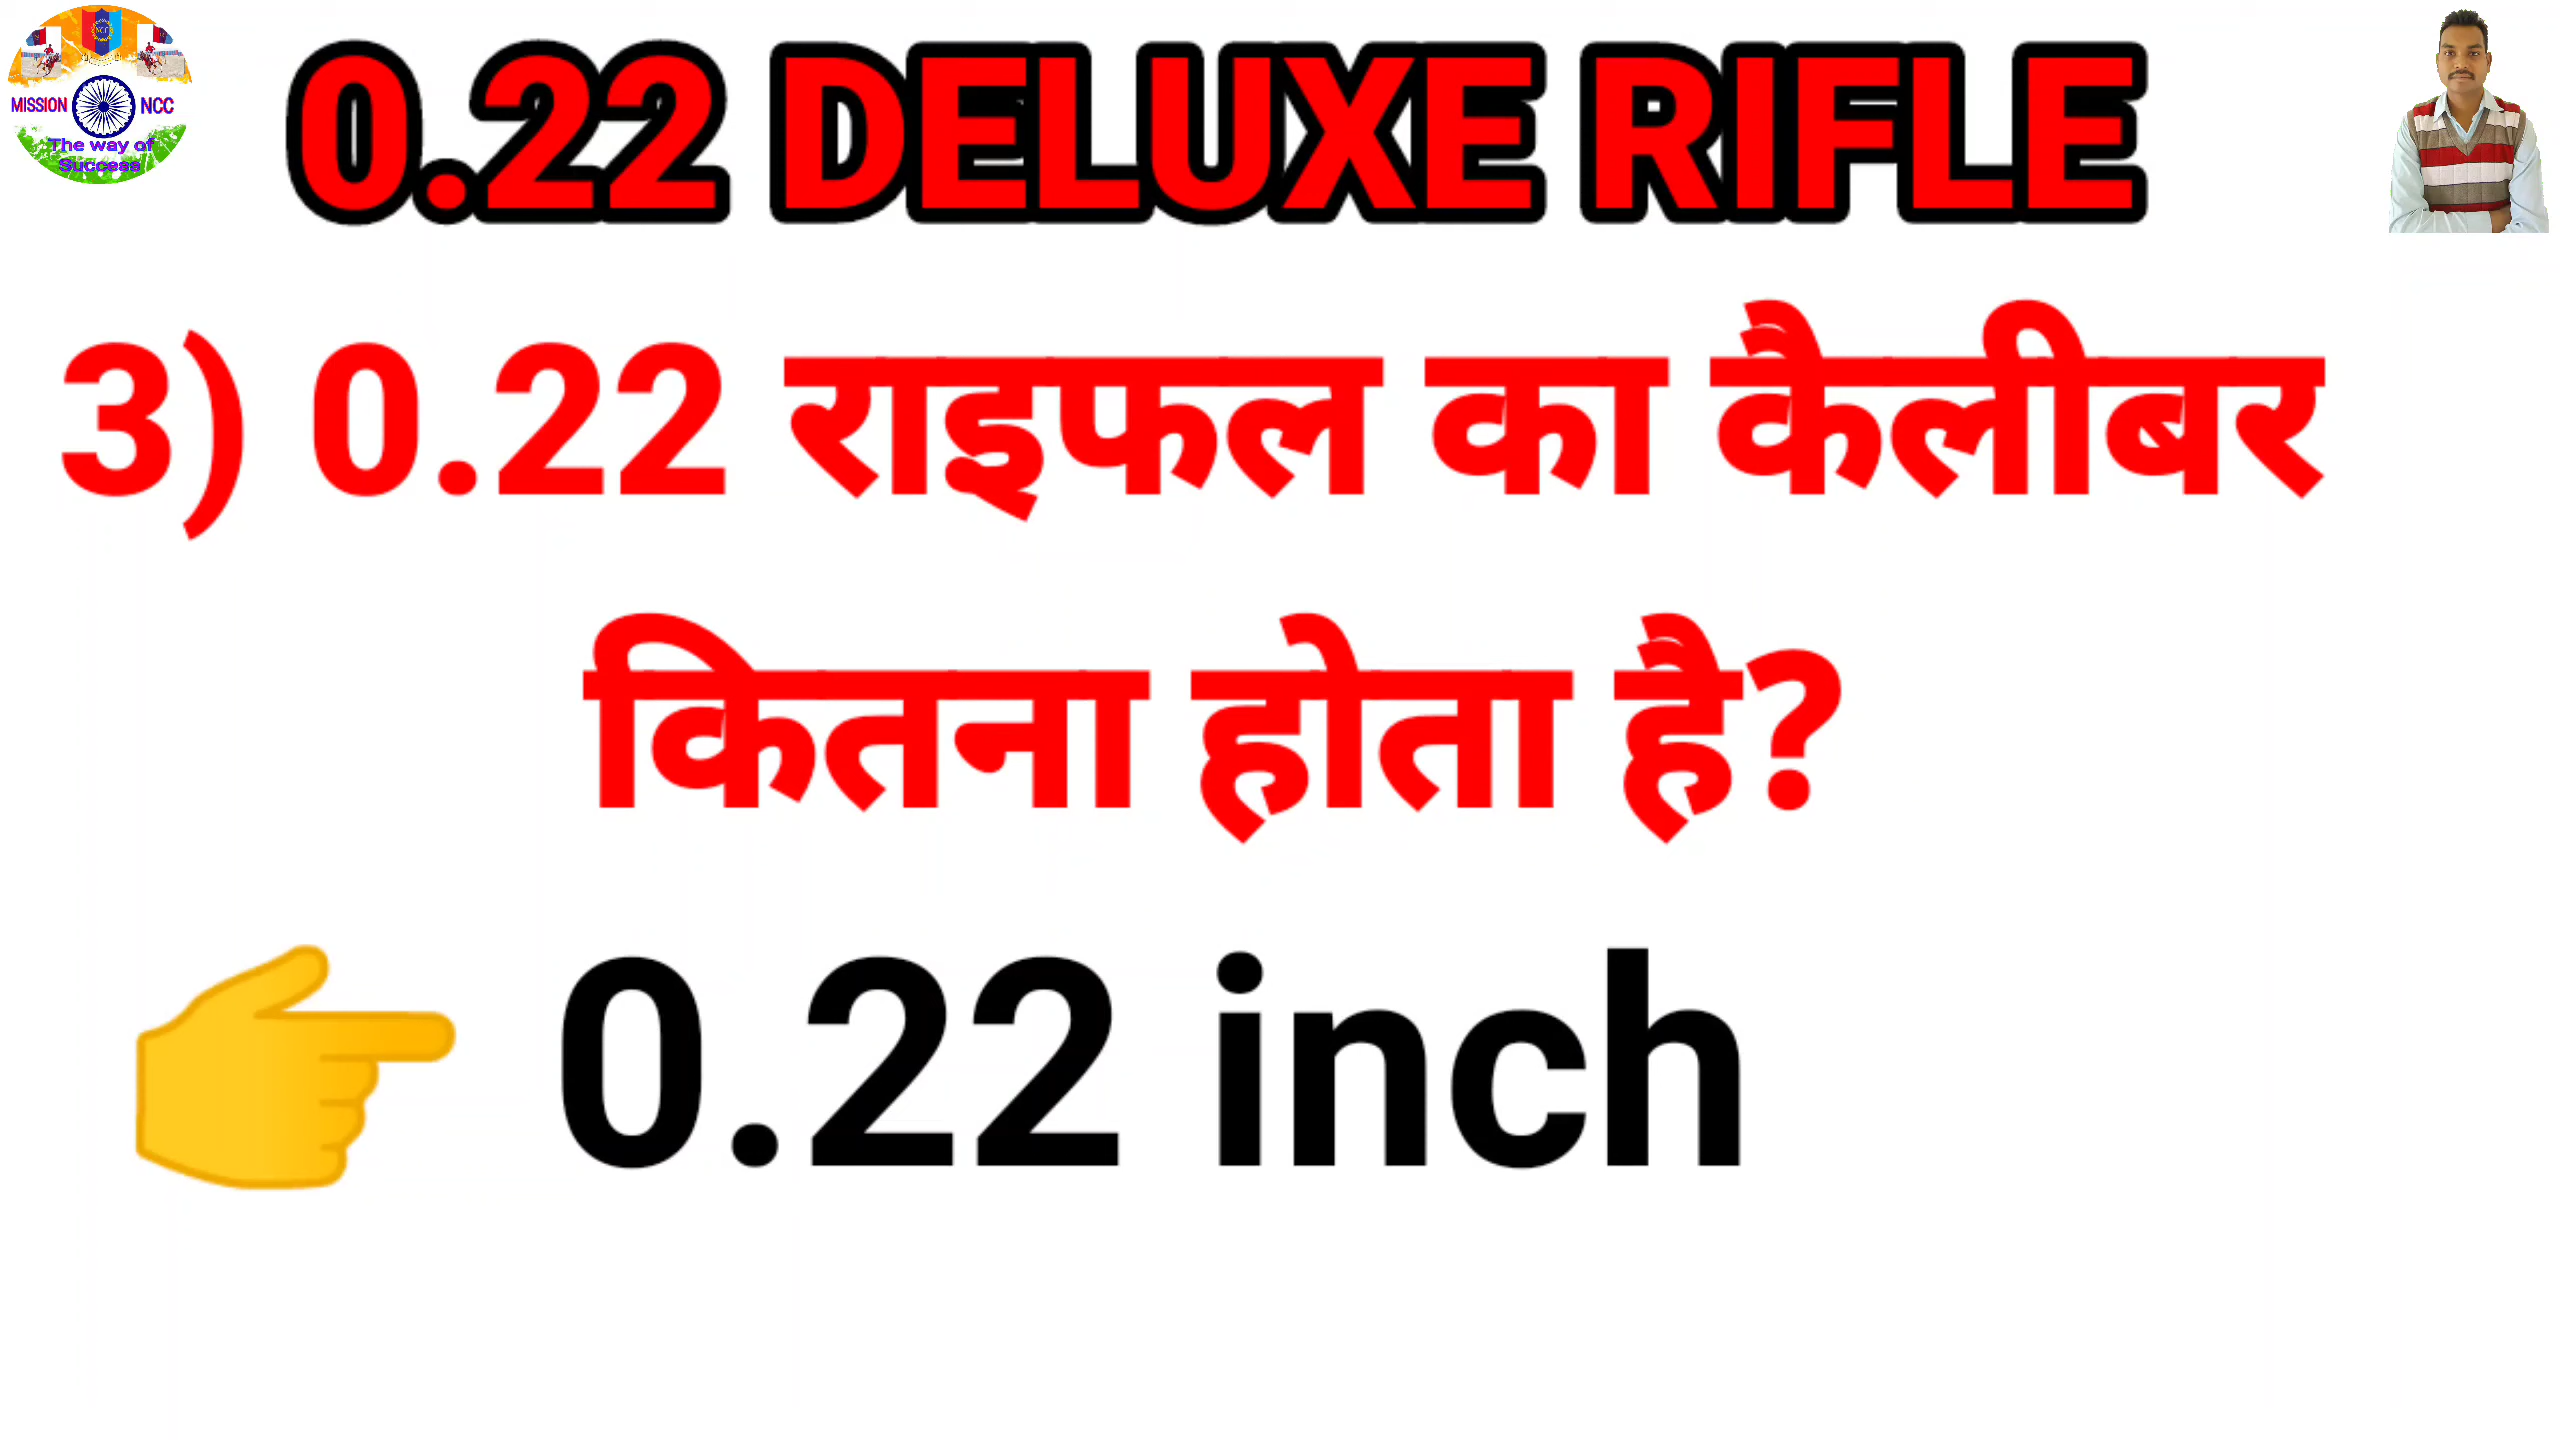 MISSION NCC
The way of
Success
0.22 DELUXE RIFLE
3) 0.22 राइफल का कैलीबर
कितना होता है?
👉 0.22 inch